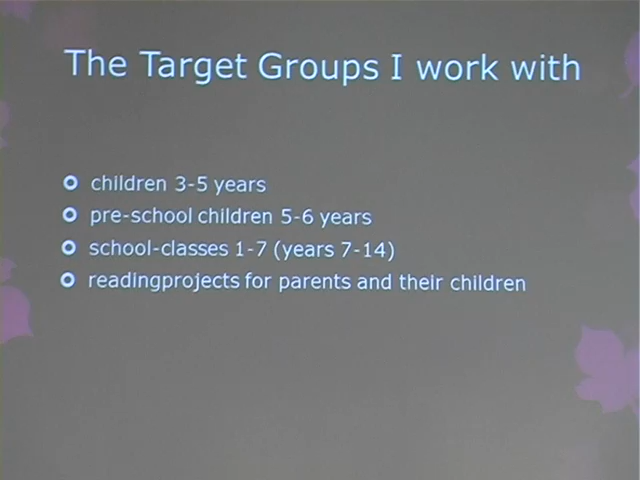 The Target Groups I work with
children 3-5 years
pre-school children 5-6 years
school-classes 1-7 (years 7-14)
readingprojects for parents and their children